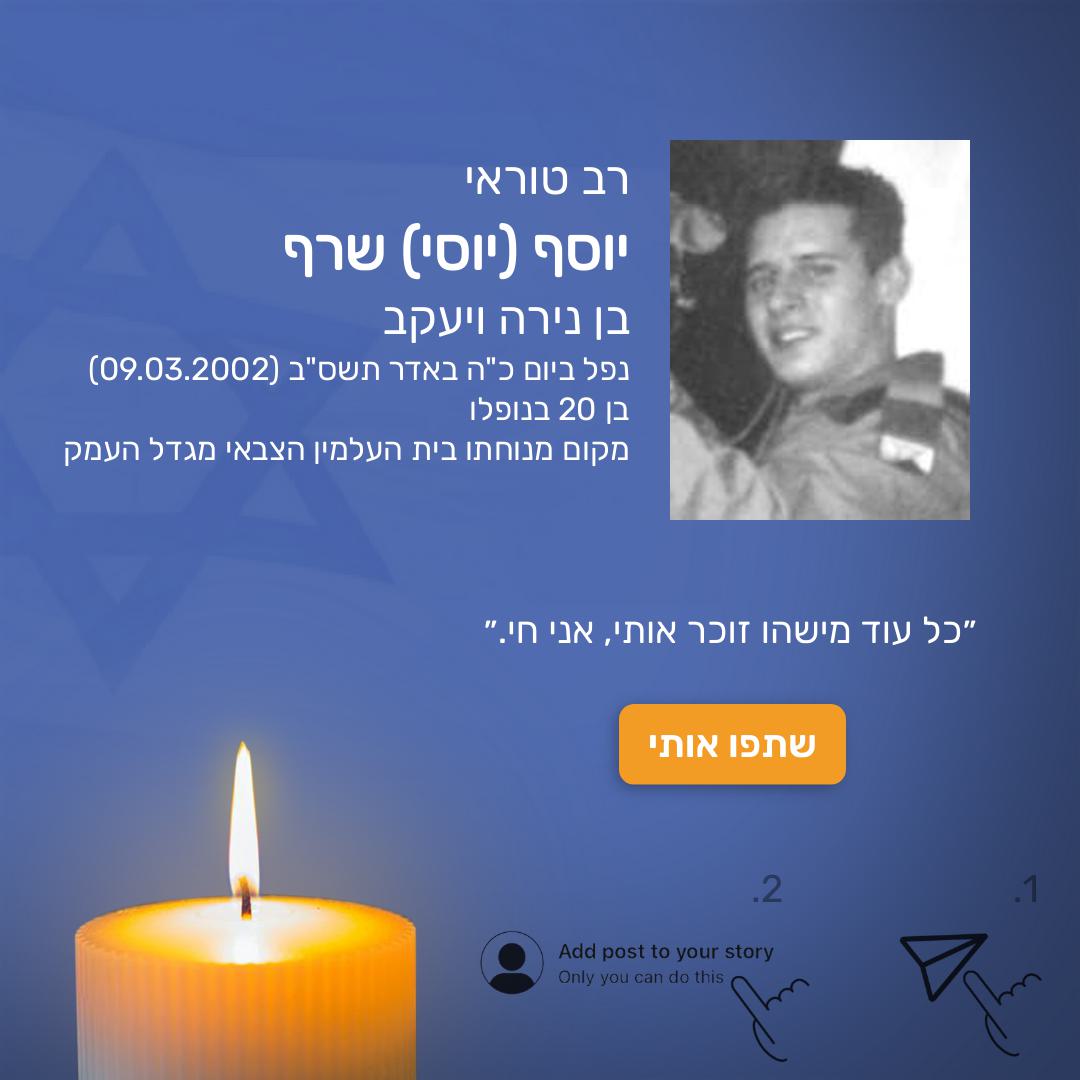 רב טוראי
יוסף (יוסי) שרף
בן נירה ויעקב
נפל ביום כ"ה באדר תשס"ב (09.03.2002)
בן 20 בנופלו
מקום מנוחתו בית העלמין הצבאי מגדל העמק
״כל עוד מישהו זוכר אותי, אני חי.״
שתפו אותי
.1
.2
Add post to your story
Only you can do this